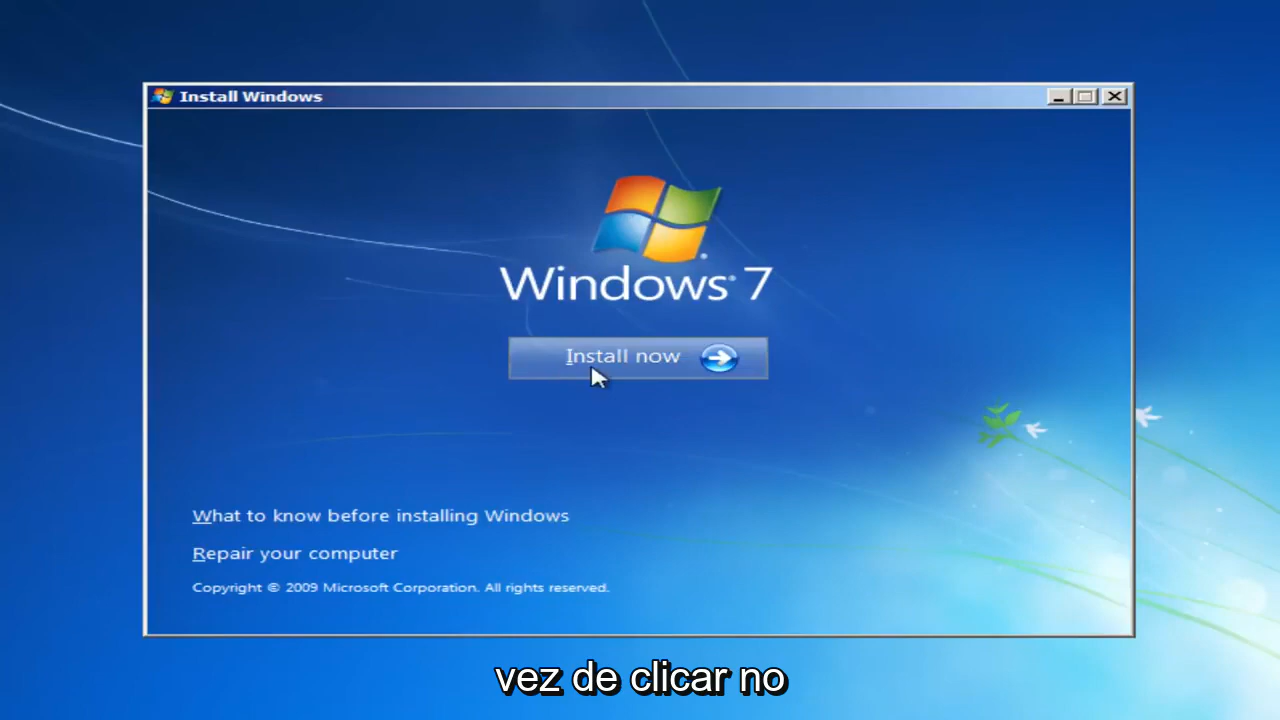 Install Windows
Windows® 7
Install now
What to know before installing Windows
Repair your computer
Copyright © 2009 Microsoft Corporation. All rights reserved.
vez de clicar no